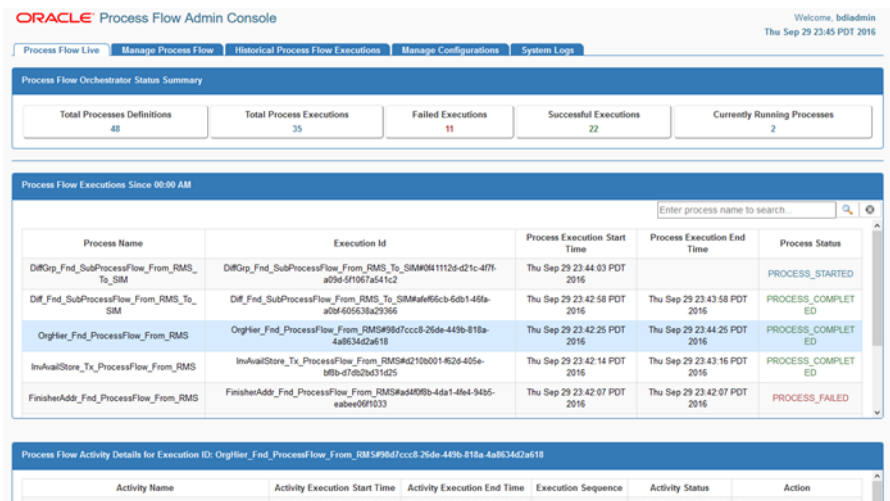 ORACLE Process Flow Admin Console
Welcome, bdiadmin
Thu Sep 29 23:45 PDT 2016
Process Flow Live Manage Process Flow Historical Process Flow Executions Manage Configurations System Logs
Process Flow Orchestrator Status Summary
Total Processes Definitions Total Process Executions Failed Executions Successful Executions Currently Running Processes
48 35 11 22 2
Process Flow Executions Since 00:00 AM
Enter process name to search...
Process Name Execution Id Process Execution Start Time Process Execution End Time Process Status
DiffGrp_Fnd_SubProcessFlow_From_RMS_
To_SIM
DiffGrp_Fnd_SubProcessFlow_From_RMS_To_SIM#0f41112d-d21c-4f7f-
a09d-5f1067a541c2
Thu Sep 29 23:44:03 PDT
2016
PROCESS_STARTED
Diff_Fnd_SubProcessFlow_From_RMS_To_
SIM
Diff_Fnd_SubProcessFlow_From_RMS_To_SIM#afef66cb-6db1-46fa-
a0bf-605638a29366
Thu Sep 29 23:42:58 PDT
2016
Thu Sep 29 23:43:58 PDT
2016
PROCESS_COMPLET
ED
OrgHier_Fnd_ProcessFlow_From_RMS
OrgHier_Fnd_ProcessFlow_From_RMS#98d7ccc8-26de-449b-818a-
4a8634d2a618
Thu Sep 29 23:42:25 PDT
2016
Thu Sep 29 23:44:25 PDT
2016
PROCESS_COMPLET
ED
InvAvailStore_Tx_ProcessFlow_From_RMS
InvAvailStore_Tx_ProcessFlow_From_RMS#d210b001-f62d-405e-
bf8b-d7db2bd31d25
Thu Sep 29 23:42:14 PDT
2016
Thu Sep 29 23:43:16 PDT
2016
PROCESS_COMPLET
ED
FinisherAddr_Fnd_ProcessFlow_From_RMS
FinisherAddr_Fnd_ProcessFlow_From_RMS#ad4f0f8b-4da1-4fe4-94b5-
eabee06f1033
Thu Sep 29 23:42:07 PDT
2016
Thu Sep 29 23:42:07 PDT
2016
PROCESS_FAILED
Process Flow Activity Details for Execution ID: OrgHier_Fnd_ProcessFlow_From_RMS#98d7ccc8-26de-449b-818a-4a8634d2a618
Activity Name Activity Execution Start Time Activity Execution End Time Execution Sequence Activity Status Action